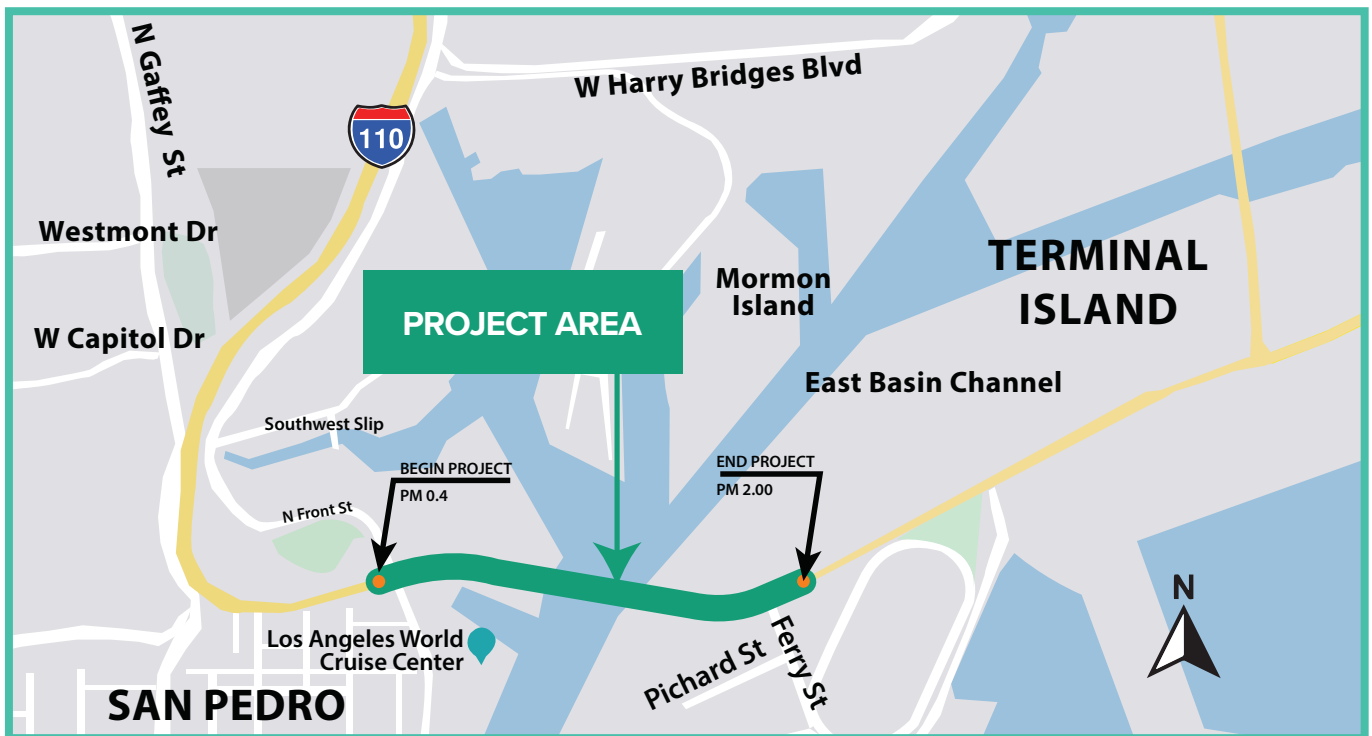 N Gaffey St
W Harry Bridges Blvd
110
Westmont Dr
TERMINAL
ISLAND
Mormon
Island
PROJECT AREA
W Capitol Dr
East Basin Channel
Southwest Slip
BEGIN PROJECT
PM 0.4
END PROJECT
PM 2.00
N Front St
N
Los Angeles World
Cruise Center
Pichard St
Ferry St
SAN PEDRO